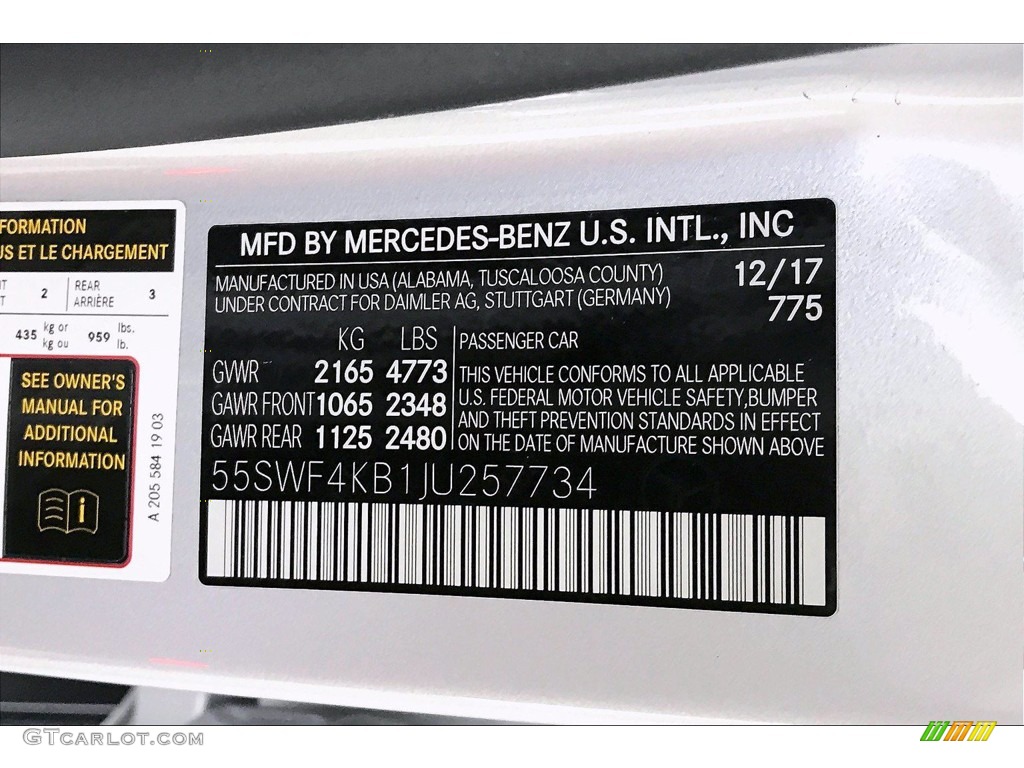 FORMATION
US ET LE CHARGEMENT
2 REAR ARRIÈRE 3
435 kg or kg ou 959 lbs. lb.
SEE OWNER'S
MANUAL FOR
ADDITIONAL
INFORMATION
A 205 584 19 03
MFD BY MERCEDES-BENZ U.S. INTL., INC
MANUFACTURED IN USA (ALABAMA, TUSCALOOSA COUNTY) 12/17
UNDER CONTRACT FOR DAIMLER AG, STUTTGART (GERMANY) 775
KG LBS
GVWR 2165 4773
GAWR FRONT 1065 2348
GAWR REAR 1125 2480
PASSENGER CAR
THIS VEHICLE CONFORMS TO ALL APPLICABLE
U.S. FEDERAL MOTOR VEHICLE SAFETY, BUMPER
AND THEFT PREVENTION STANDARDS IN EFFECT
ON THE DATE OF MANUFACTURE SHOWN ABOVE
55SWF4KB1JU257734
GTcarlot.com